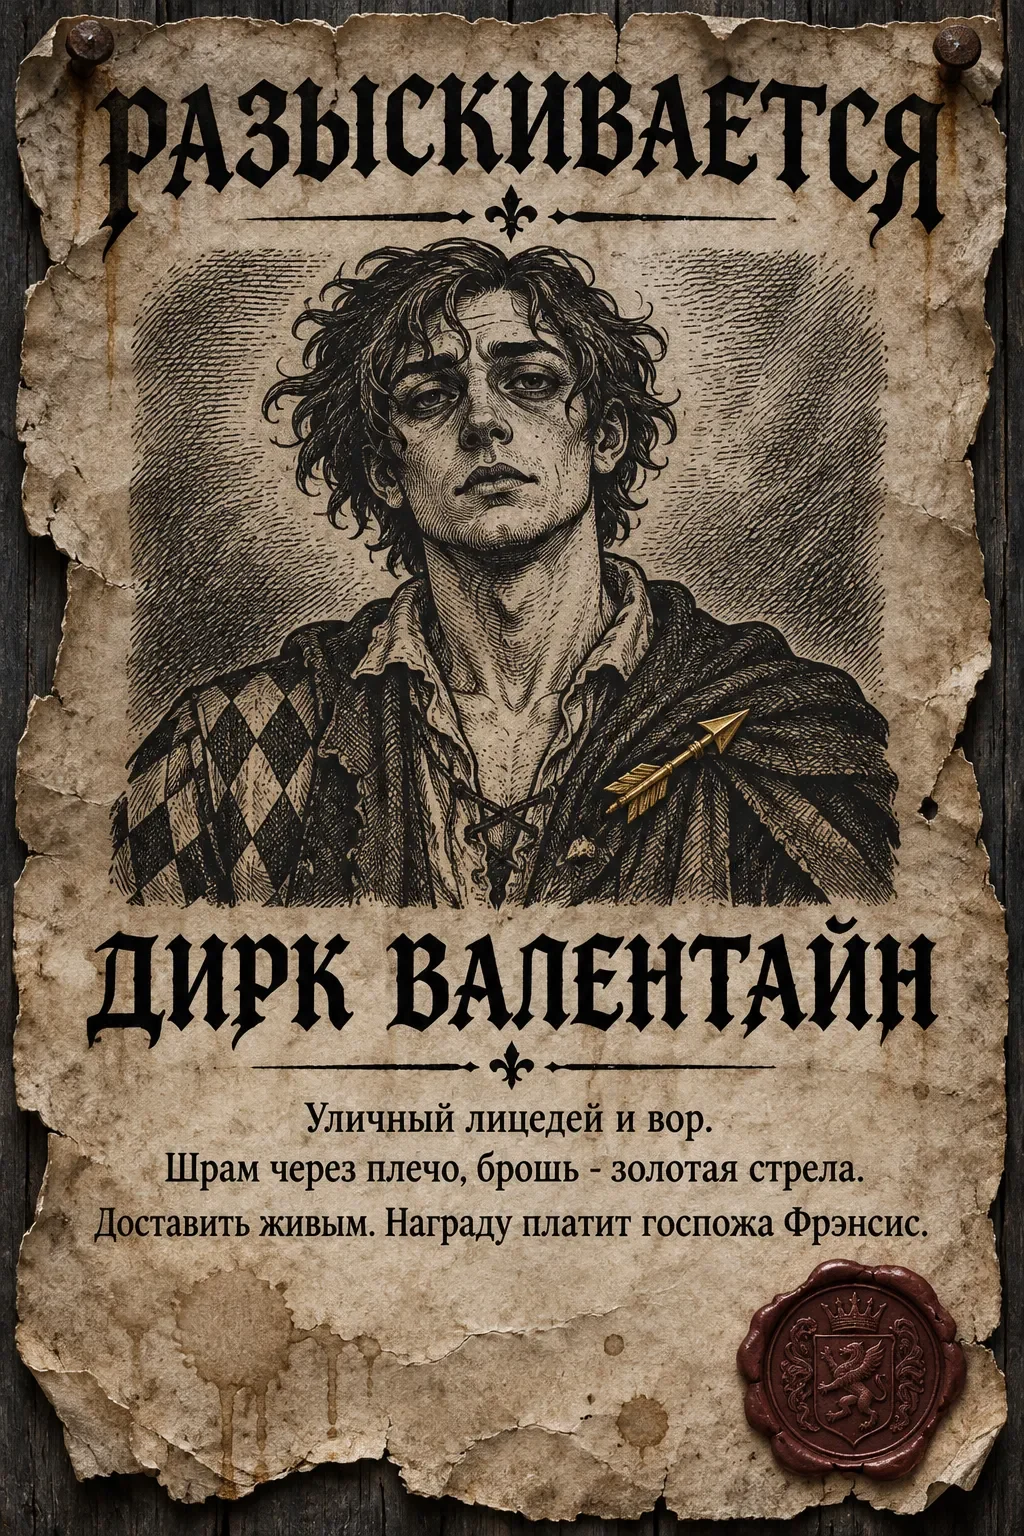 РАЗЫСКИВАЕТСЯ
ДИРК ВАЛЕНТАЙН
Уличный лицедей и вор.
Шрам через плечо, брошь - золотая стрела.
Доставить живым. Награду платит госпожа Фрэнсис.